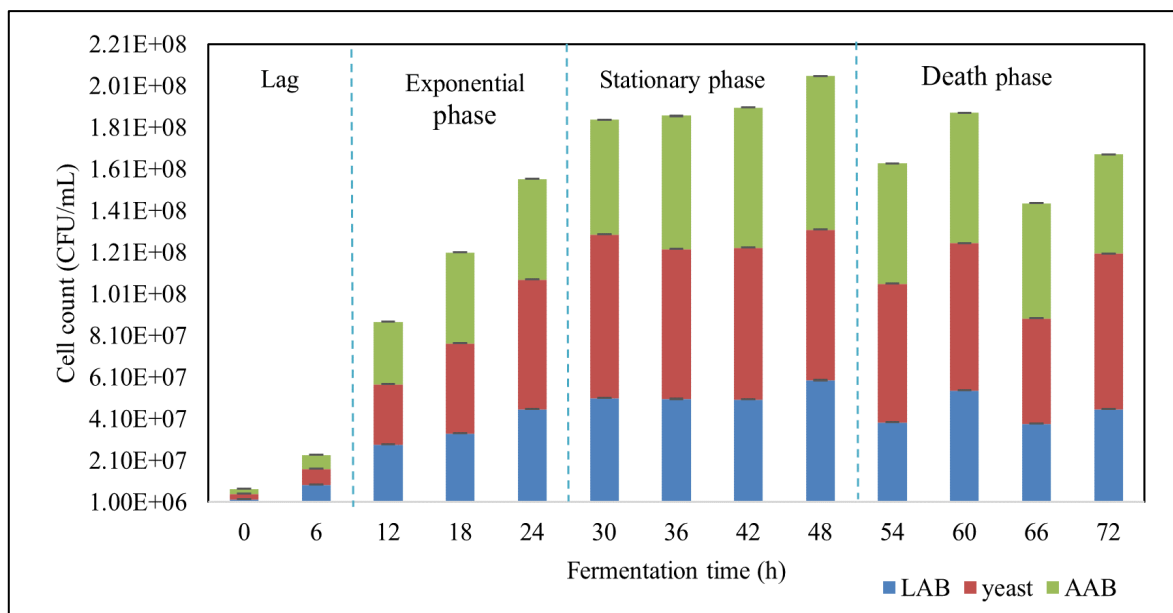 2.21E+08
2.01E+08
1.81E+08
1.61E+08
1.41E+08
1.21E+08
1.01E+08
8.10E+07
6.10E+07
4.10E+07
2.10E+07
1.00E+06
Cell count (CFU/mL)
Lag
Exponential
phase
Stationary phase
Death phase
0 6 12 18 24 30 36 42 48 54 60 66 72
Fermentation time (h)
LAB yeast AAB